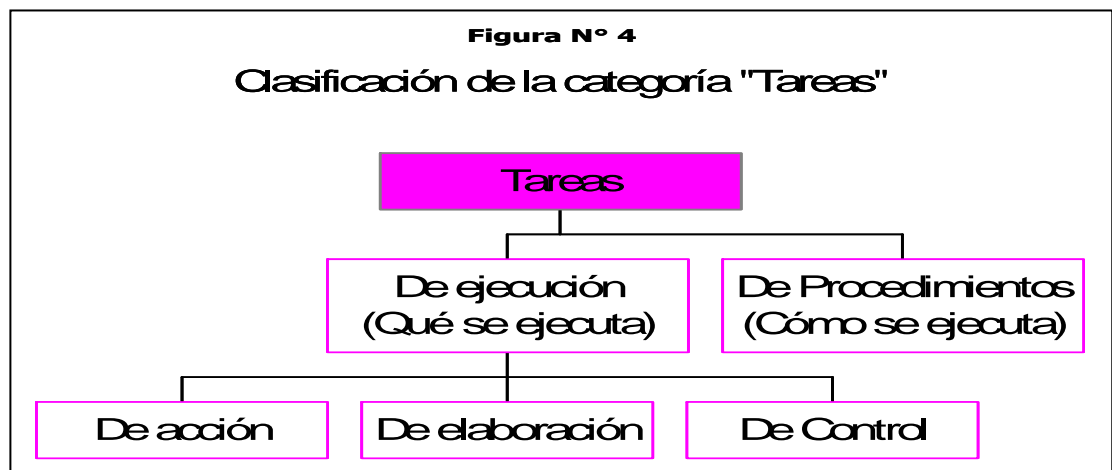 Figura Nº 4
Clasificación de la categoría "Tareas"
Tareas
De ejecución
(Qué se ejecuta)
De Procedimientos
(Cómo se ejecuta)
De acción
De elaboración
De Control